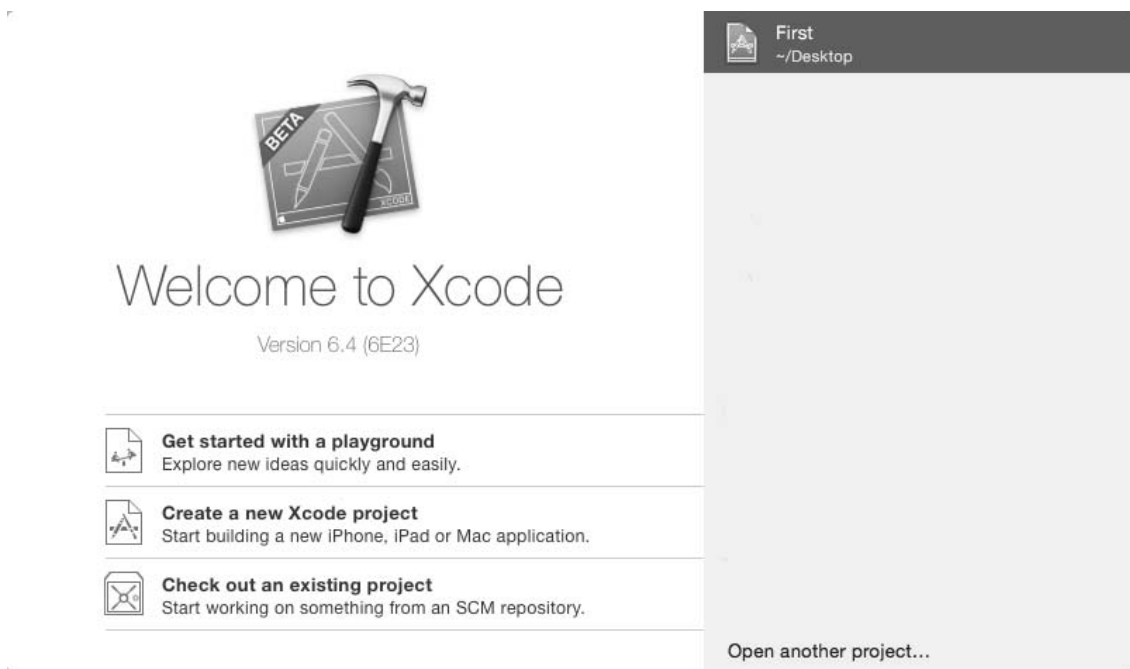 BETA
XCODE
Welcome to Xcode
Version 6.4 (6E23)
Get started with a playground
Explore new ideas quickly and easily.
Create a new Xcode project
Start building a new iPhone, iPad or Mac application.
Check out an existing project
Start working on something from an SCM repository.
First
~/Desktop
Open another project...